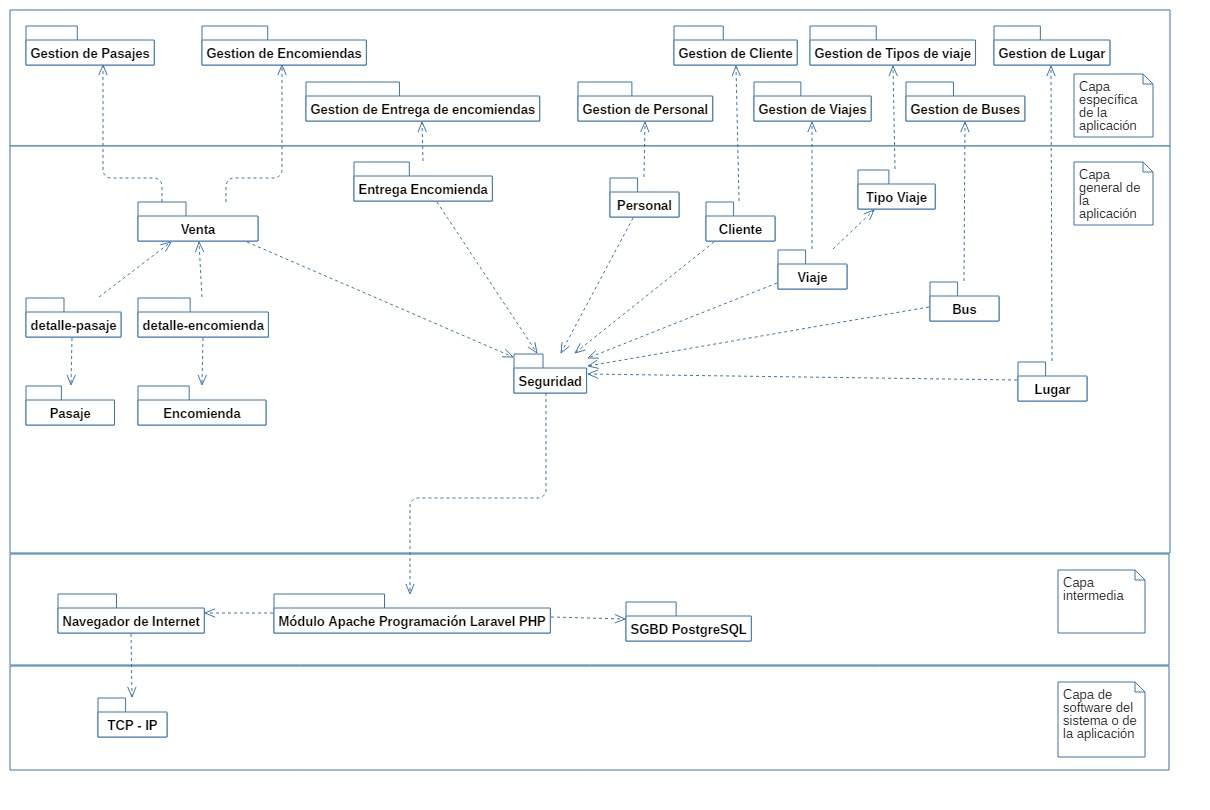 Gestion de Pasajes
Gestion de Encomiendas
Gestion de Cliente
Gestion de Tipos de viaje
Gestion de Lugar
Gestion de Entrega de encomiendas
Gestion de Personal
Gestion de Viajes
Gestion de Buses
Capa
específica
de la
aplicación
Entrega Encomienda
Personal
Tipo Viaje
Capa
general de
la
aplicación
Venta
Cliente
Viaje
Bus
detalle-pasaje
detalle-encomienda
Seguridad
Lugar
Pasaje
Encomienda
Capa
intermedia
Navegador de Internet
Módulo Apache Programación Laravel PHP
SGBD PostgreSQL
Capa de
software del
sistema o de
la aplicación
TCP - IP